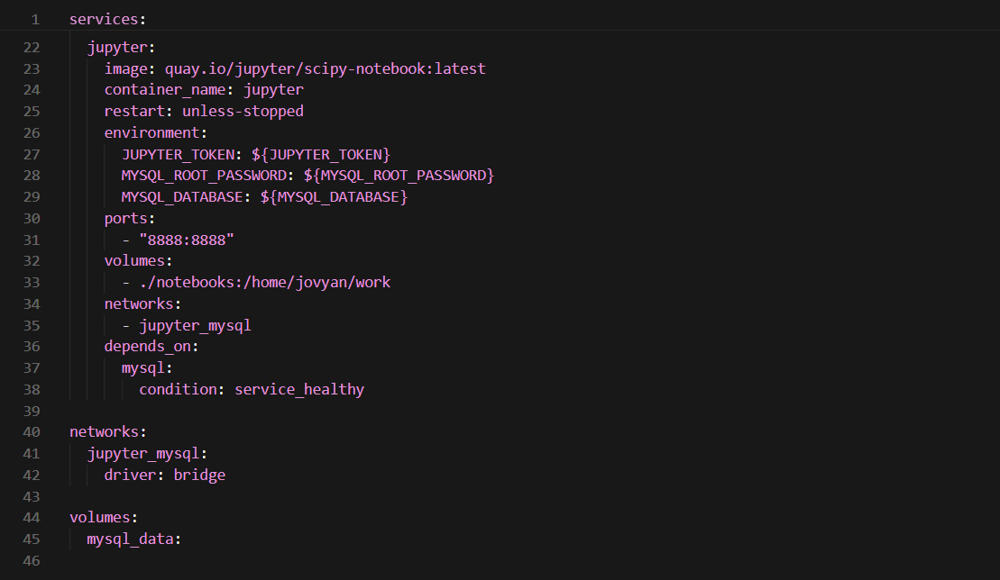 1 services:
22   jupyter:
23     image: quay.io/jupyter/scipy-notebook:latest
24     container_name: jupyter
25     restart: unless-stopped
26     environment:
27       JUPYTER_TOKEN: ${JUPYTER_TOKEN}
28       MYSQL_ROOT_PASSWORD: ${MYSQL_ROOT_PASSWORD}
29       MYSQL_DATABASE: ${MYSQL_DATABASE}
30     ports:
31       - "8888:8888"
32     volumes:
33       - ./notebooks:/home/jovyan/work
34     networks:
35       - jupyter_mysql
36     depends_on:
37       mysql:
38         condition: service_healthy
39
40 networks:
41   jupyter_mysql:
42     driver: bridge
43
44 volumes:
45   mysql_data:
46